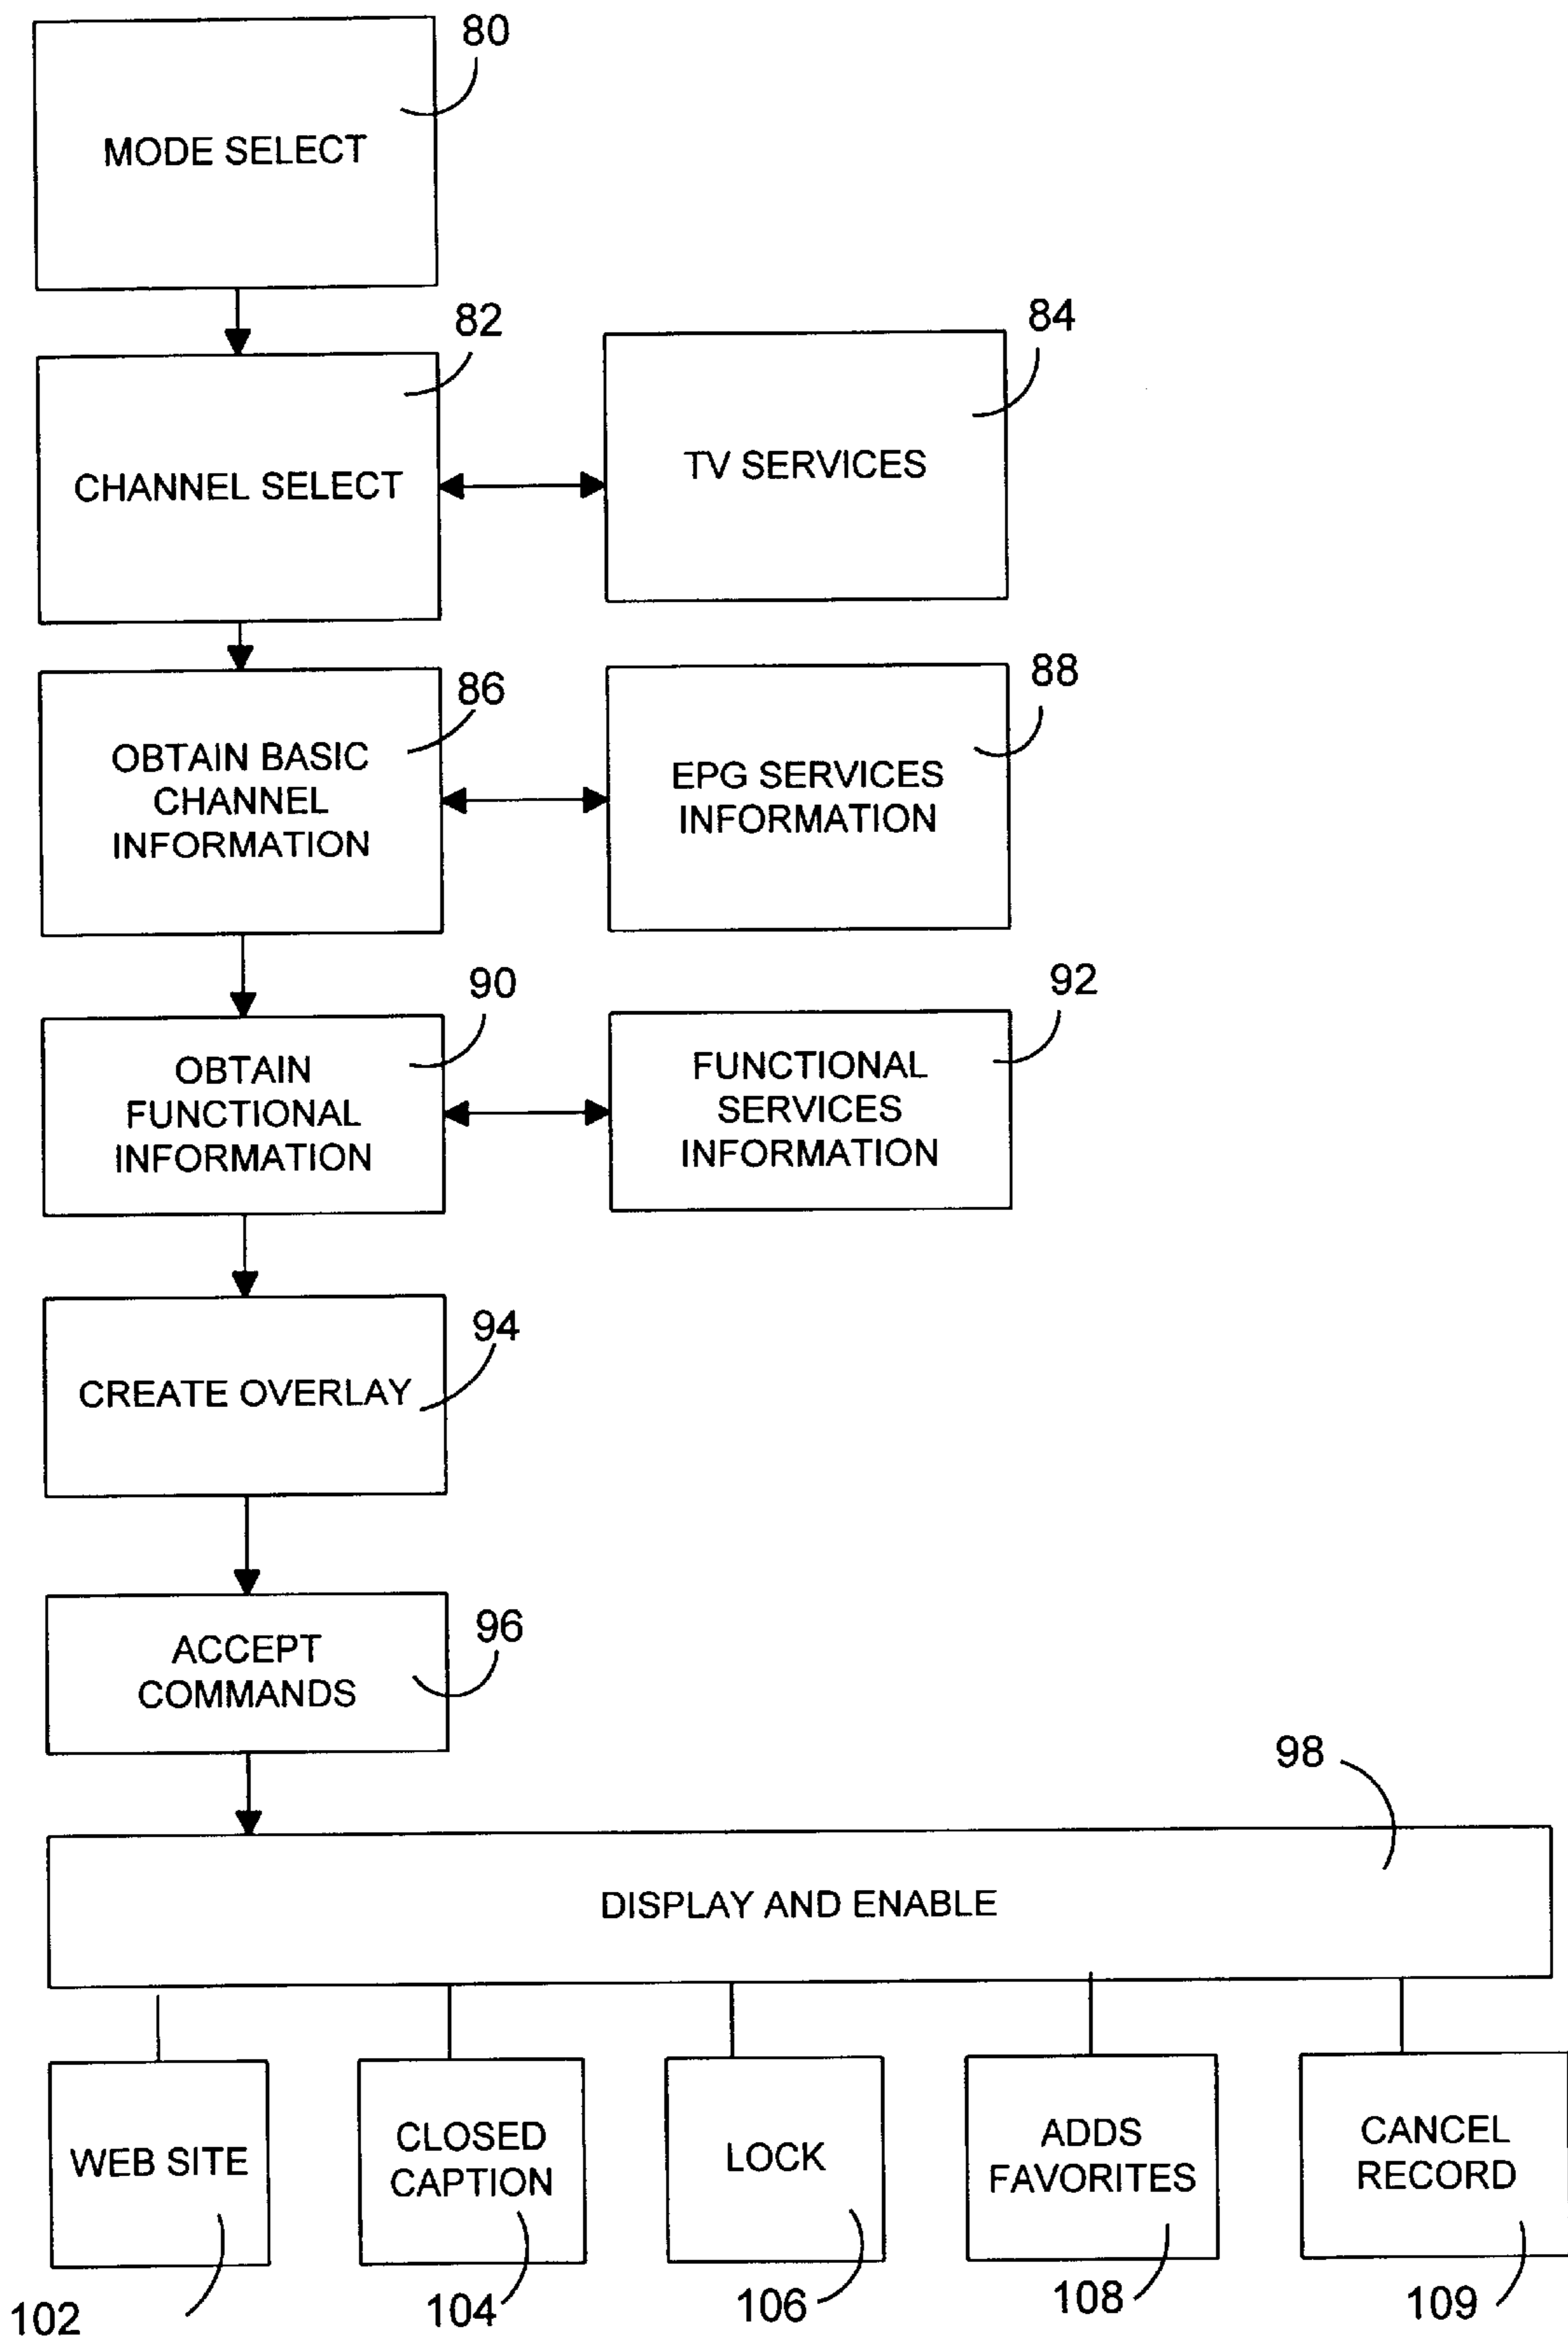 80
MODE SELECT
82
CHANNEL SELECT
84
TV SERVICES
86
OBTAIN BASIC
CHANNEL
INFORMATION
88
EPG SERVICES
INFORMATION
90
OBTAIN
FUNCTIONAL
INFORMATION
92
FUNCTIONAL
SERVICES
INFORMATION
94
CREATE OVERLAY
96
ACCEPT
COMMANDS
98
DISPLAY AND ENABLE
WEB SITE
102
CLOSED
CAPTION
104
LOCK
106
ADDS
FAVORITES
108
CANCEL
RECORD
109